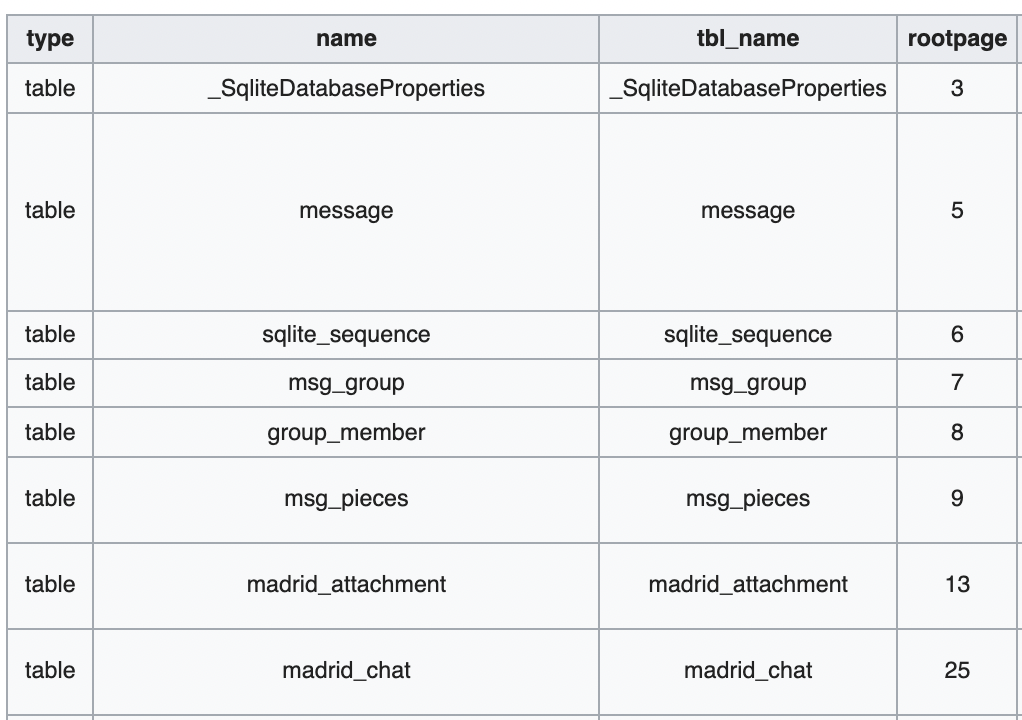 type name tbl_name rootpage
table _SqliteDatabaseProperties _SqliteDatabaseProperties 3
table message message 5
table sqlite_sequence sqlite_sequence 6
table msg_group msg_group 7
table group_member group_member 8
table msg_pieces msg_pieces 9
table madrid_attachment madrid_attachment 13
table madrid_chat madrid_chat 25